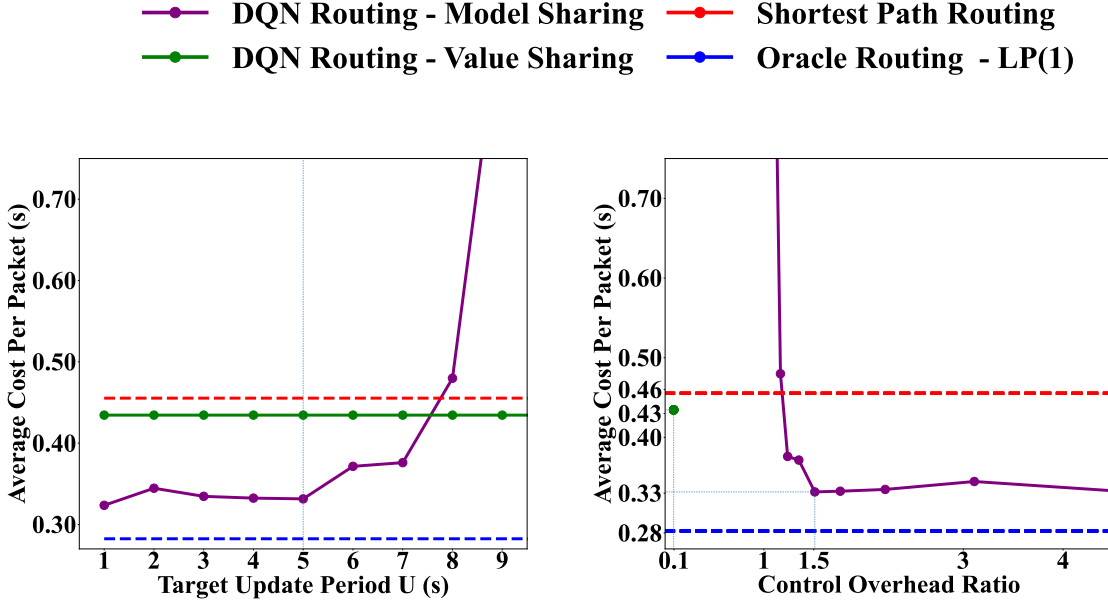 DQN Routing - Model Sharing
Shortest Path Routing
DQN Routing - Value Sharing
Oracle Routing - LP(1)
Average Cost Per Packet (s)
0.70
0.60
0.50
0.40
0.30
1 2 3 4 5 6 7 8 9
Target Update Period U (s)
Average Cost Per Packet (s)
0.70
0.60
0.50
0.46
0.43
0.40
0.33
0.28
0.1 1 1.5 3 4
Control Overhead Ratio